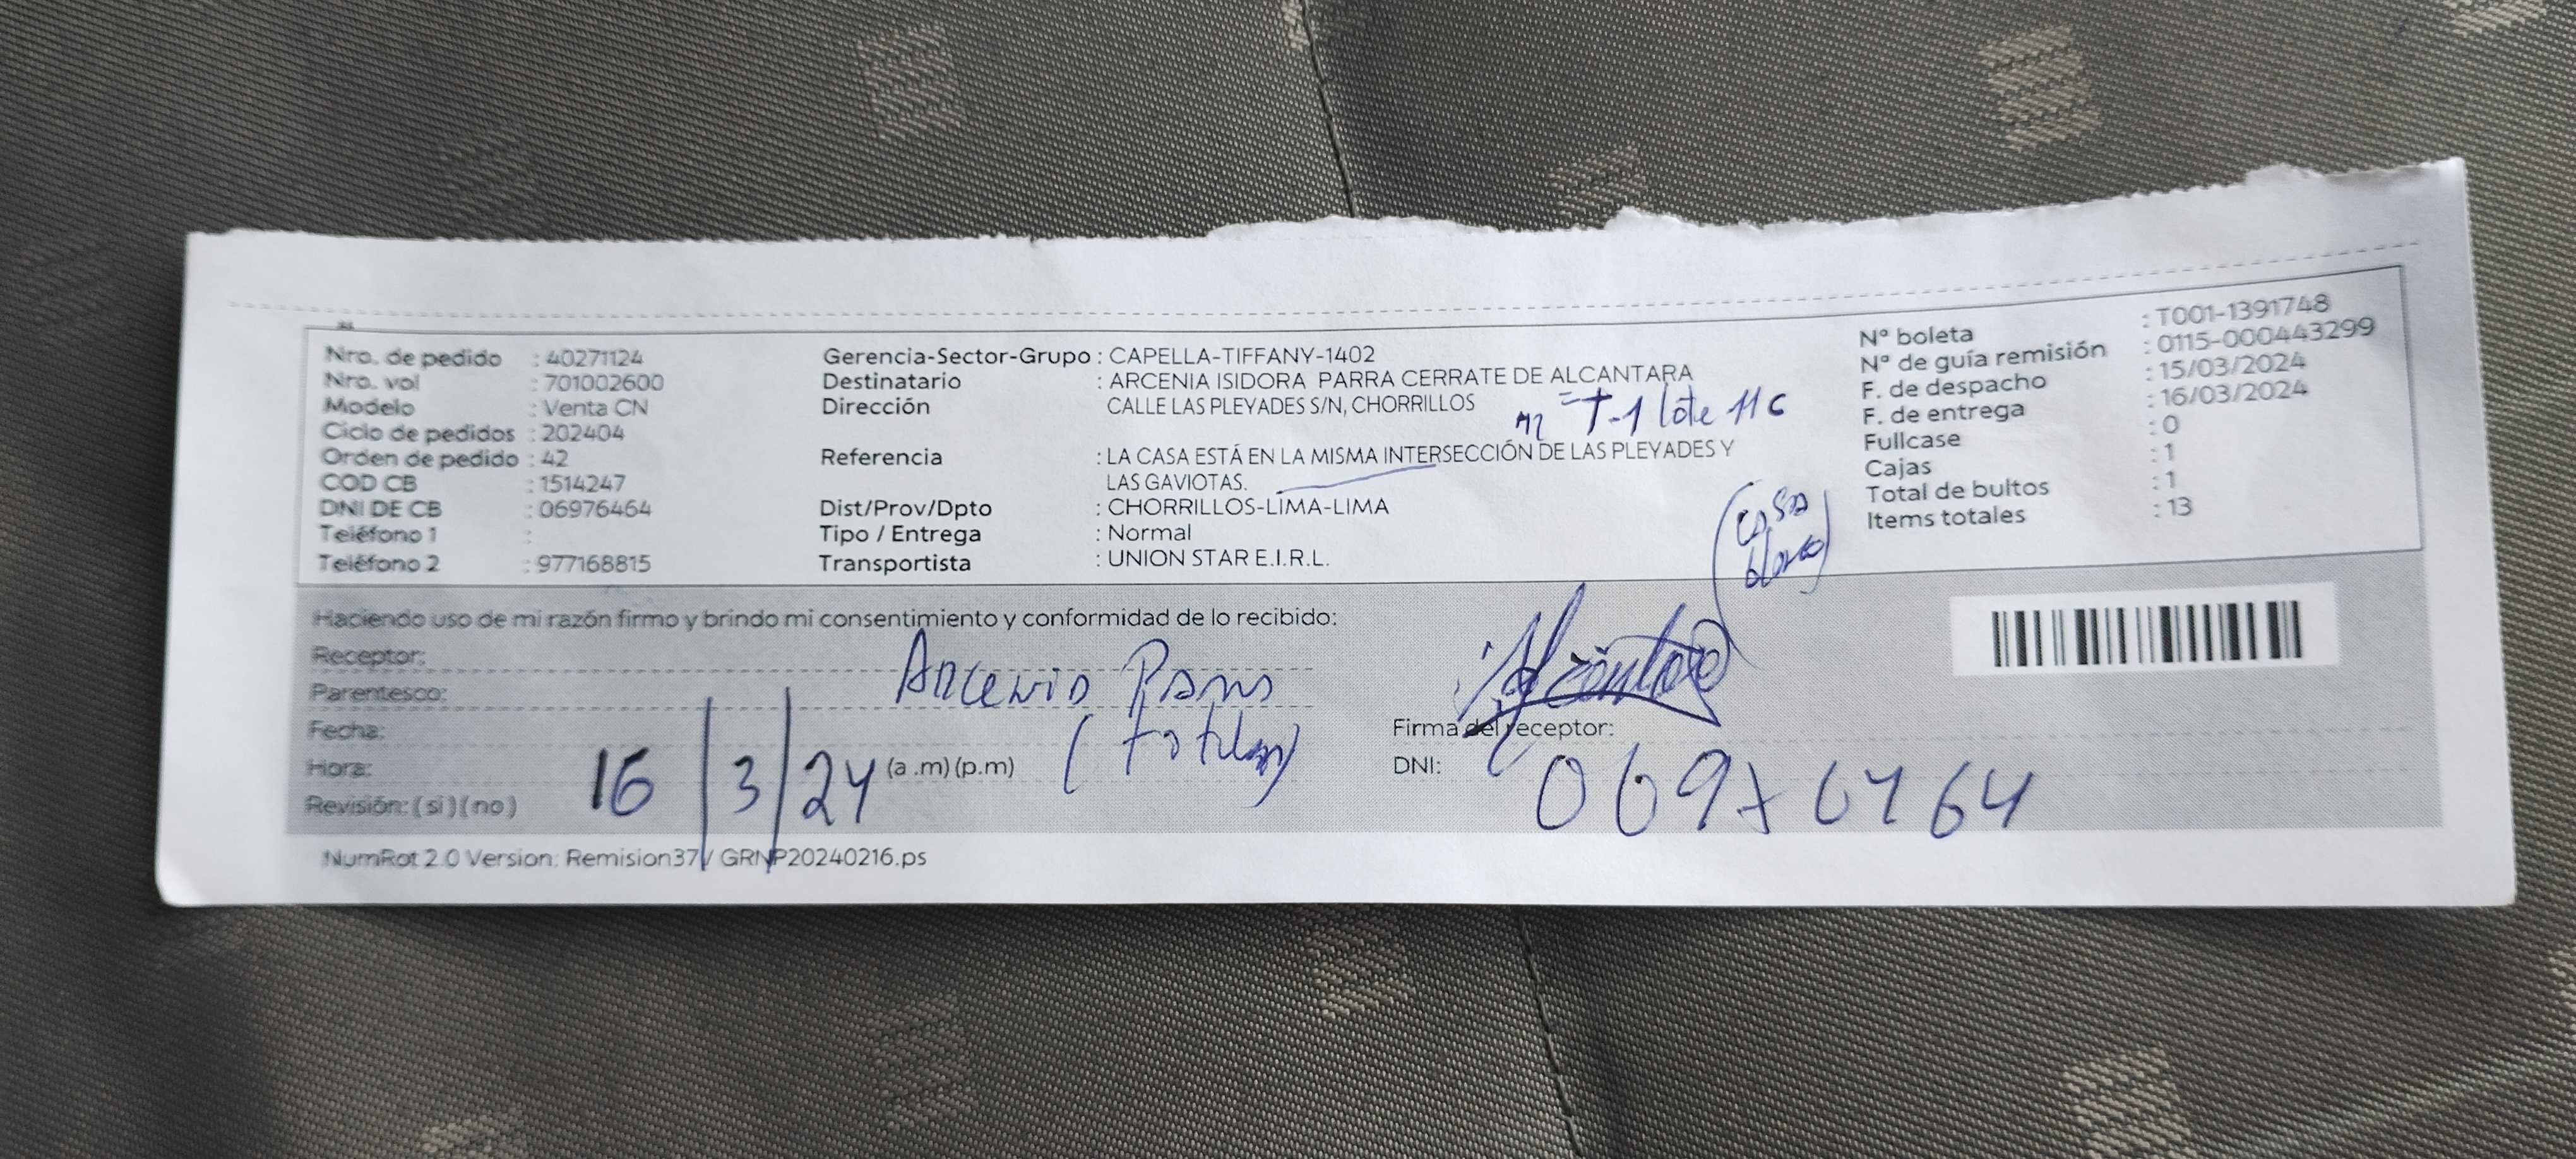 Nro. de pedido : 40271124
Nro. vol : 701002600
Modelo : Venta CN
Ciclo de pedidos : 202404
Orden de pedido : 42
COD CB : 1514247
DNI DE CB : 06976464
Teléfono 1 :
Teléfono 2 : 977168815
Gerencia-Sector-Grupo : CAPELLA-TIFFANY-1402
Destinatario : ARCENIA ISIDORA PARRA CERRATE DE ALCANTARA
Dirección CALLE LAS PLEYADES S/N, CHORRILLOS
Mz = T-1 lote 11 C
Referencia : LA CASA ESTÁ EN LA MISMA INTERSECCIÓN DE LAS PLEYADES Y
LAS GAVIOTAS.
Dist/Prov/Dpto : CHORRILLOS-LIMA-LIMA
Tipo / Entrega : Normal
Transportista : UNION STAR E.I.R.L.
(casa
Nº boleta : T001-1391748
Nº de guía remisión : 0115-000443299
F. de despacho : 15/03/2024
F. de entrega : 16/03/2024
Fullcase : 0
Cajas : 1
Total de bultos : 1
Items totales : 13
Haciendo uso de mi razón firmo y brindo mi consentimiento y conformidad de lo recibido:
Receptor:
Arcenia
Parentesco:
Fecha:
16/3/24
Hora: (a .m) (p.m)
Revisión: ( si ) ( no )
Firma del receptor:
DNI: 06976464
NumRot 2.0 Version: Remision37 / GRNP20240216.ps